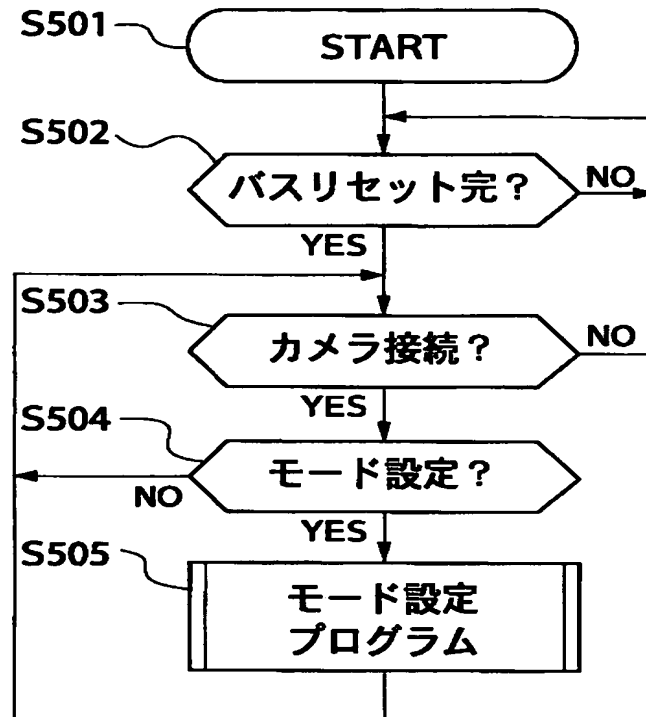 S501
START
S502
バスリセット完？
NO
YES
S503
カメラ接続？
NO
YES
S504
モード設定？
NO
YES
S505
モード設定
プログラム